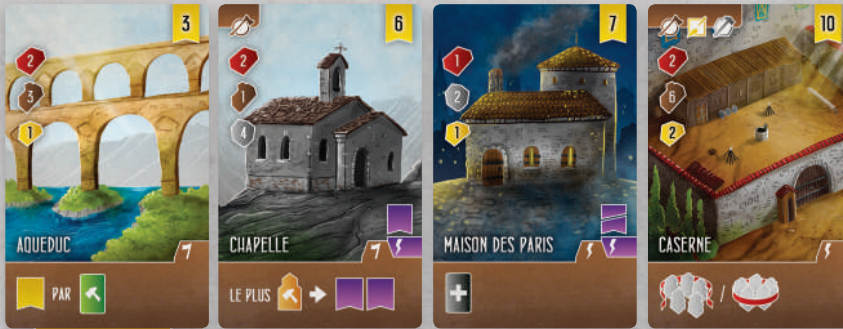 3
2
3
1
AQUEDUC
PAR
6
2
1
4
CHAPELLE
LE PLUS
7
1
2
1
MAISON DES PARIS
10
2
6
2
CASERNE
/